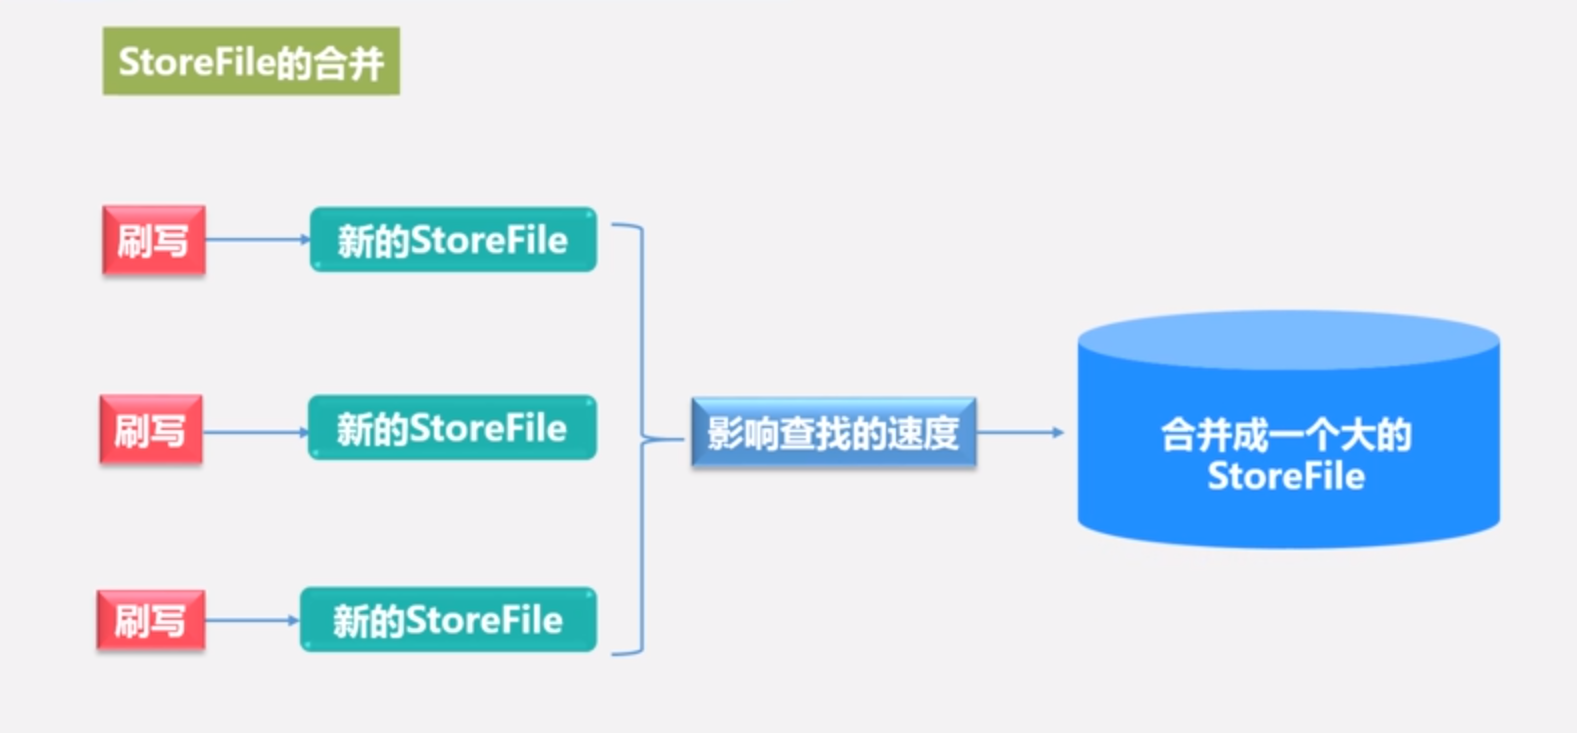 StoreFile的合并
刷写
新的StoreFile
刷写
新的StoreFile
影响查找的速度
合并成一个大的
StoreFile
刷写
新的StoreFile